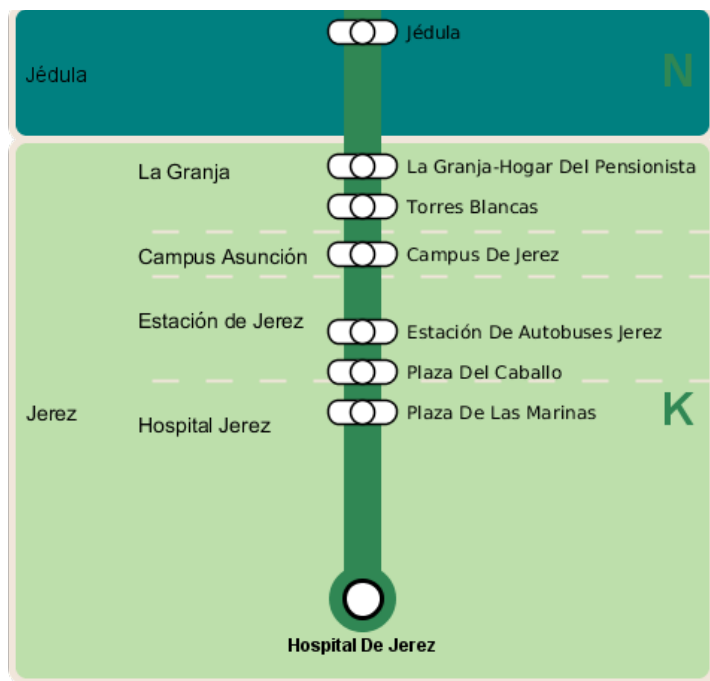 Jédula
Jédula
N
La Granja
La Granja-Hogar Del Pensionista
Torres Blancas
Campus Asunción
Campus De Jerez
Estación de Jerez
Estación De Autobuses Jerez
Plaza Del Caballo
Jerez
Hospital Jerez
Plaza De Las Marinas
K
Hospital De Jerez